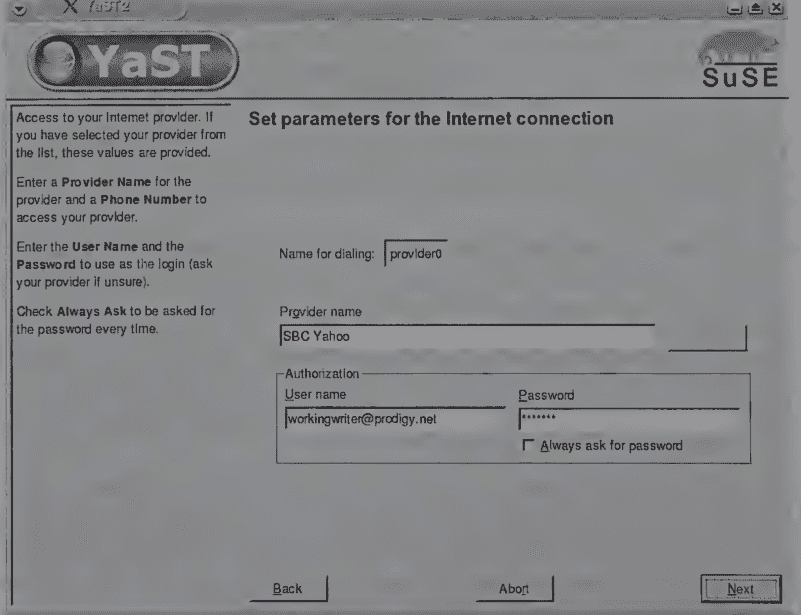 YaST2
YaST
SuSE
Access to your Internet provider. If
you have selected your provider from
the list, these values are provided.
Enter a Provider Name for the
provider and a Phone Number to
access your provider.
Enter the User Name and the
Password to use as the login (ask
your provider if unsure).
Check Always Ask to be asked for
the password every time.
Set parameters for the Internet connection
Name for dialing: provider0
Provider name
SBC Yahoo
Authorization
User name
Password
workingwriter@prodigy.net
*******
Always ask for password
Back
Abort
Next